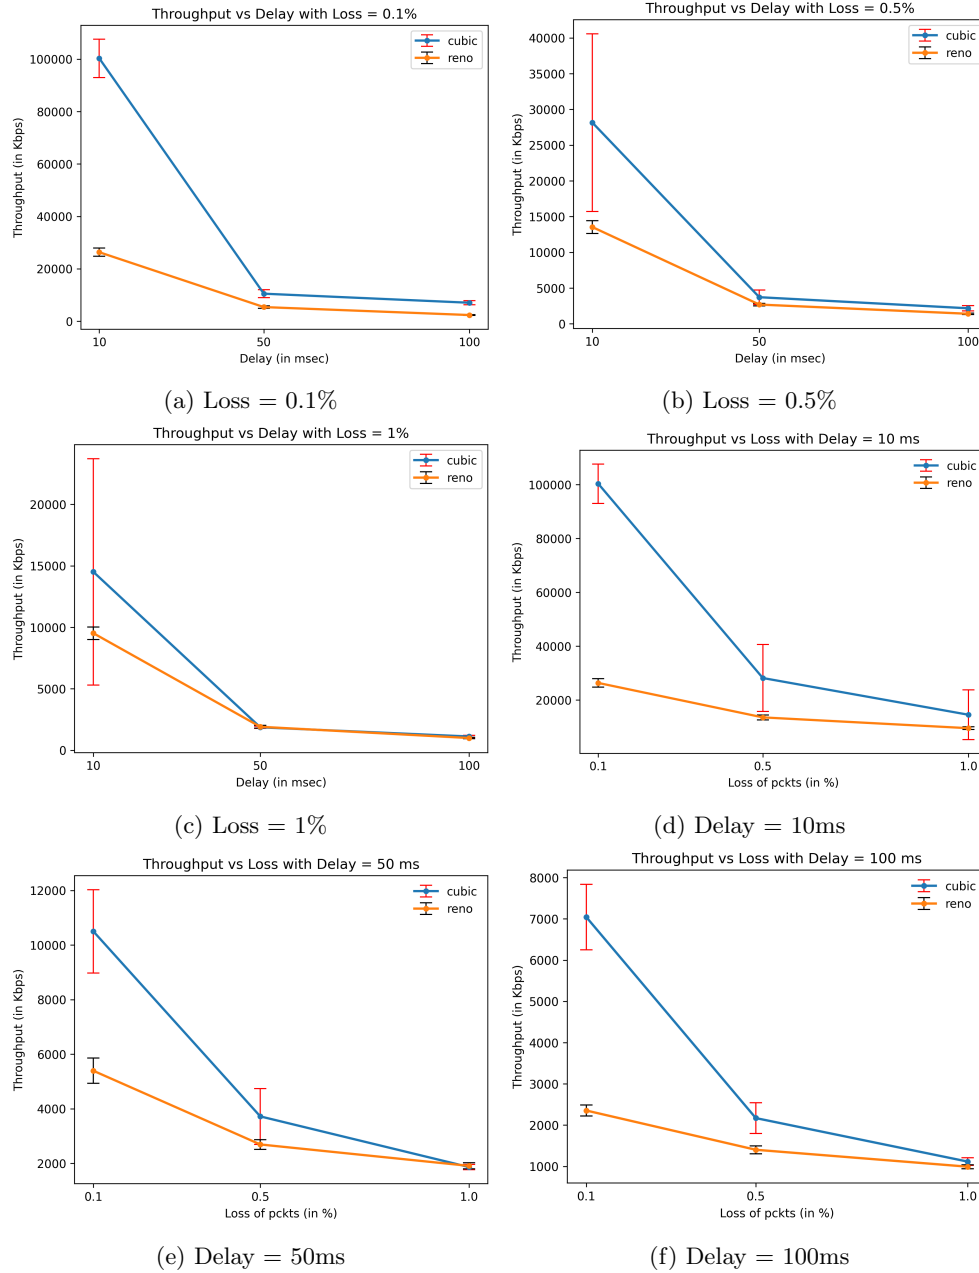 Throughput vs Delay with Loss = 0.1%
Throughput (in Kbps)
100000
80000
60000
40000
20000
0
cubic
reno
10 50 100
Delay (in msec)
(a) Loss = 0.1%
Throughput vs Delay with Loss = 0.5%
Throughput (in Kbps)
40000
35000
30000
25000
20000
15000
10000
5000
0
cubic
reno
10 50 100
Delay (in msec)
(b) Loss = 0.5%
Throughput vs Delay with Loss = 1%
Throughput (in Kbps)
20000
15000
10000
5000
0
cubic
reno
10 50 100
Delay (in msec)
(c) Loss = 1%
Throughput vs Loss with Delay = 10 ms
Throughput (in Kbps)
100000
80000
60000
40000
20000
cubic
reno
0.1 0.5 1.0
Loss of pckts (in %)
(d) Delay = 10ms
Throughput vs Loss with Delay = 50 ms
Throughput (in Kbps)
12000
10000
8000
6000
4000
2000
cubic
reno
0.1 0.5 1.0
Loss of pckts (in %)
(e) Delay = 50ms
Throughput vs Loss with Delay = 100 ms
Throughput (in Kbps)
8000
7000
6000
5000
4000
3000
2000
1000
cubic
reno
0.1 0.5 1.0
Loss of pckts (in %)
(f) Delay = 100ms